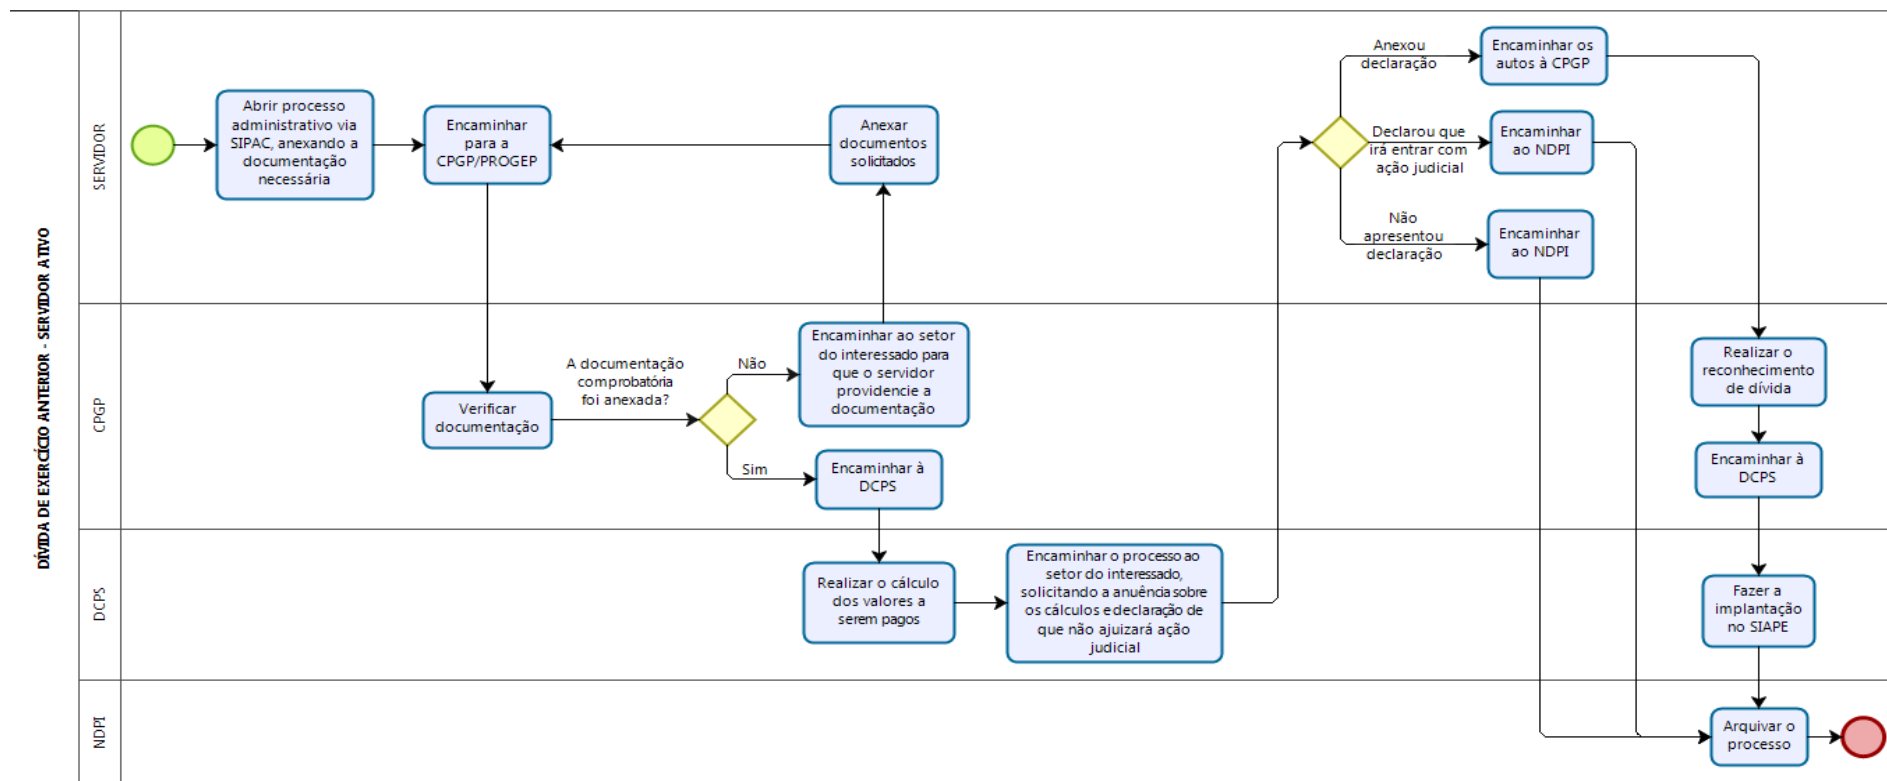 DÍVIDA DE EXERCÍCIO ANTERIOR - SERVIDOR ATIVO
SERVIDOR
Abrir processo
administrativo via
SIPAC, anexando a
documentação
necessária
Encaminhar
para a
CPGP/PROGEP
Anexar
documentos
solicitados
Anexou
declaração
Encaminhar os
autos à CPGP
Declarou que
irá entrar com
ação judicial
Encaminhar
ao NDPI
Não
apresentou
declaração
Encaminhar
ao NDPI
CPGP
Verificar
documentação
A documentação
comprobatória
foi anexada?
Não
Encaminhar ao setor
do interessado para
que o servidor
providencie a
documentação
Sim
Encaminhar à
DCPS
Realizar o
reconhecimento
de dívida
Encaminhar à
DCPS
DCPS
Realizar o cálculo
dos valores a
serem pagos
Encaminhar o processo ao
setor do interessado,
solicitando a anuência sobre
os cálculos e declaração de
que não ajuizará ação
judicial
Fazer a
implantação
no SIAPE
NDPI
Arquivar o
processo